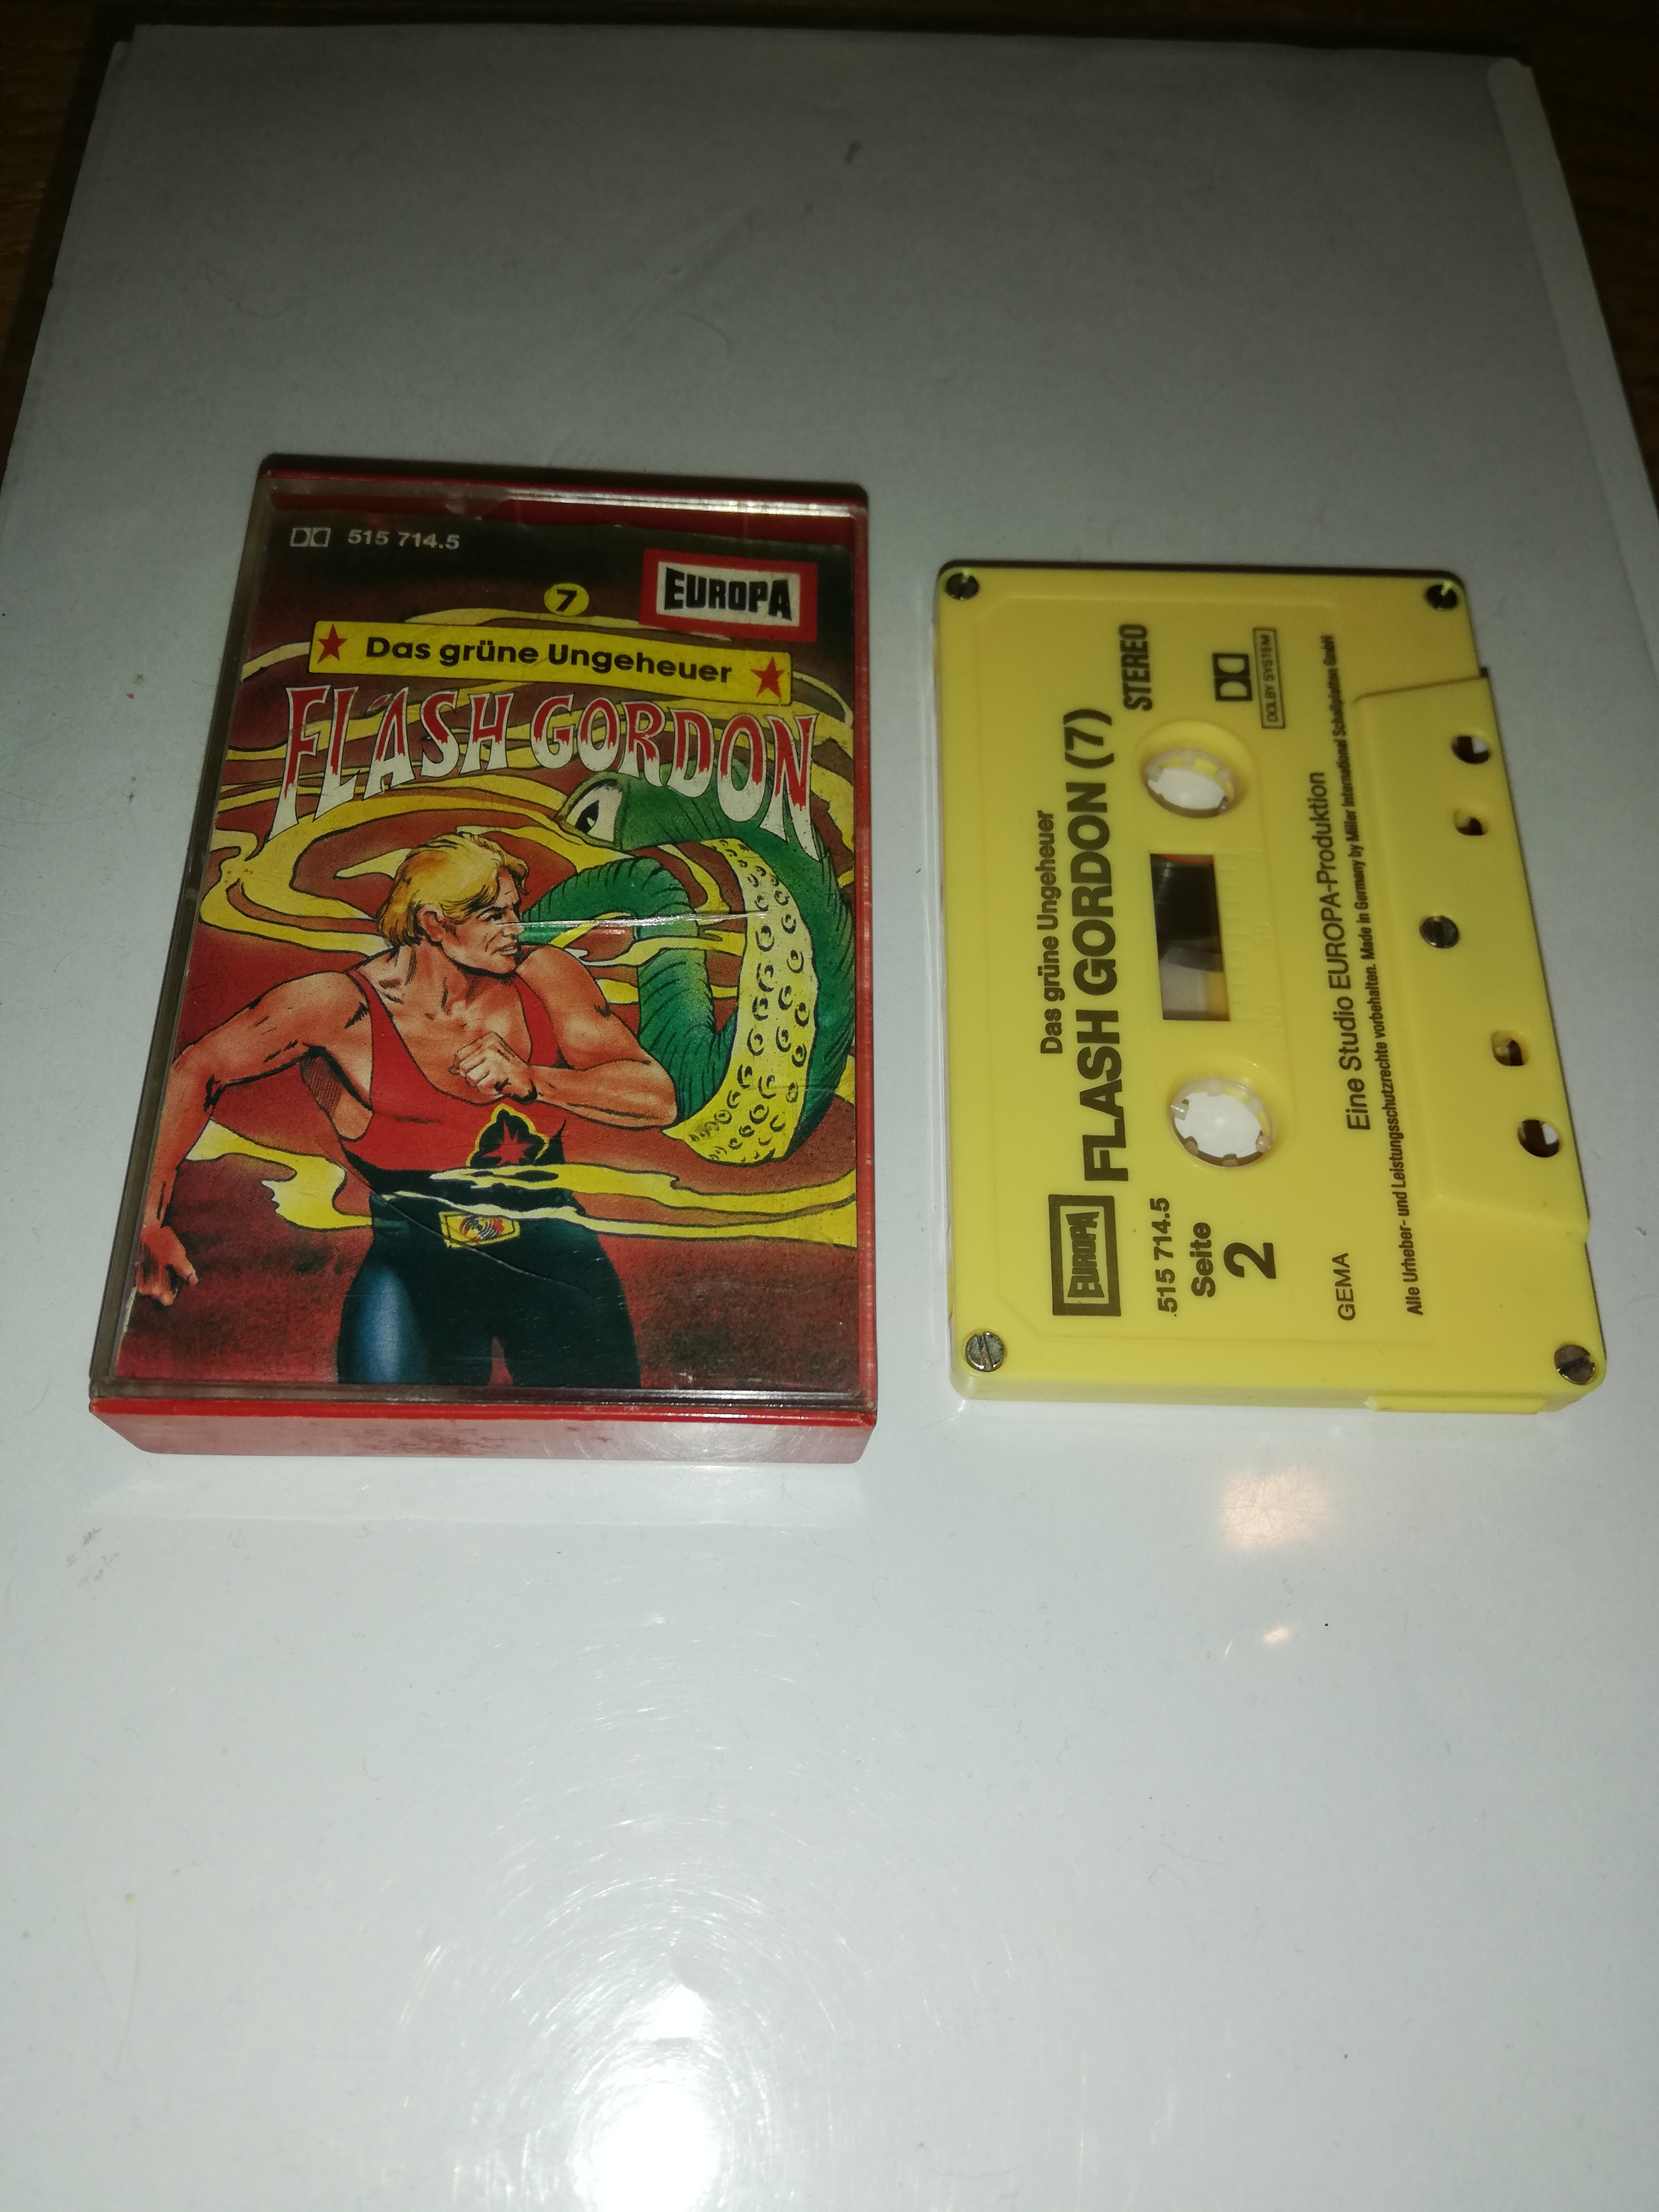 515 714.5
EUROPA
7
Das grüne Ungeheuer
FLASH GORDON
Das grüne Ungeheuer
EUROPA FLASH GORDON (7) STEREO
515 714.5
Seite
2
DOLBY SYSTEM
Eine Studio EUROPA-Produktion
GEMA
Alle Urheber- und Leistungsschutzrechte vorbehalten. Made in Germany by Miller International Schallplatten GmbH